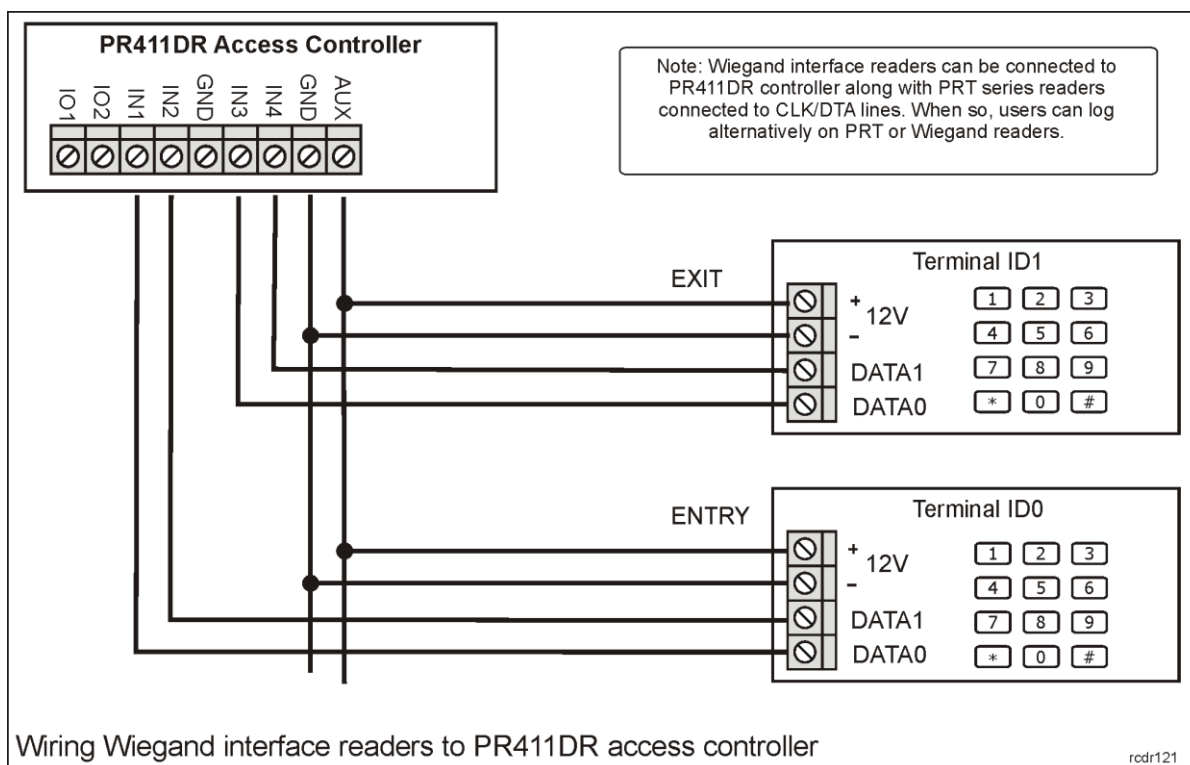 PR411DR Access Controller
IO1
IO2
IN1
IN2
GND
IN3
IN4
GND
AUX
Note: Wiegand interface readers can be connected to
PR411DR controller along with PRT series readers
connected to CLK/DTA lines. When so, users can log
alternatively on PRT or Wiegand readers.
EXIT
Terminal ID1
+
12V
-
DATA1
DATA0
1 2 3
4 5 6
7 8 9
* 0 #
ENTRY
Terminal ID0
+
12V
-
DATA1
DATA0
1 2 3
4 5 6
7 8 9
* 0 #
Wiring Wiegand interface readers to PR411DR access controller
rcdr121